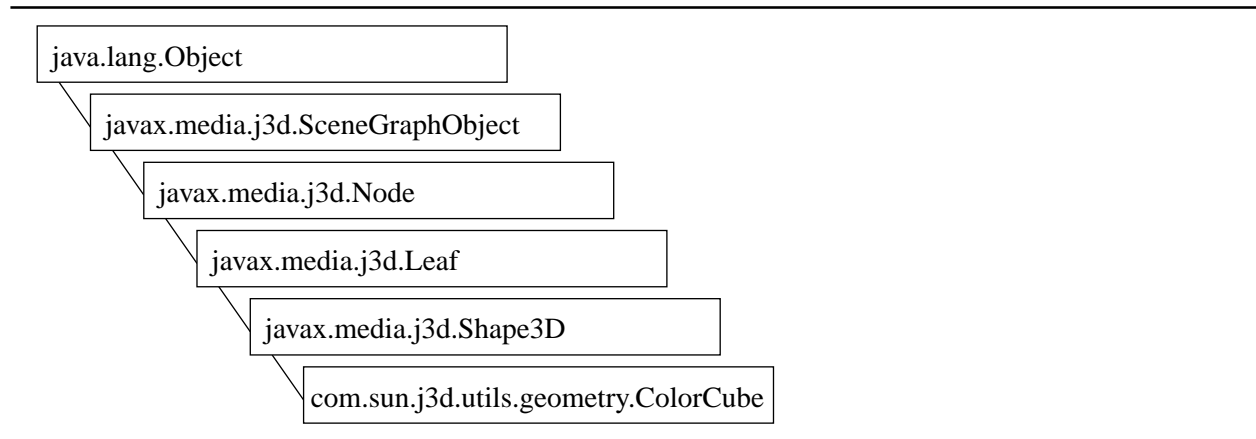 java.lang.Object
javax.media.j3d.SceneGraphObject
javax.media.j3d.Node
javax.media.j3d.Leaf
javax.media.j3d.Shape3D
com.sun.j3d.utils.geometry.ColorCube